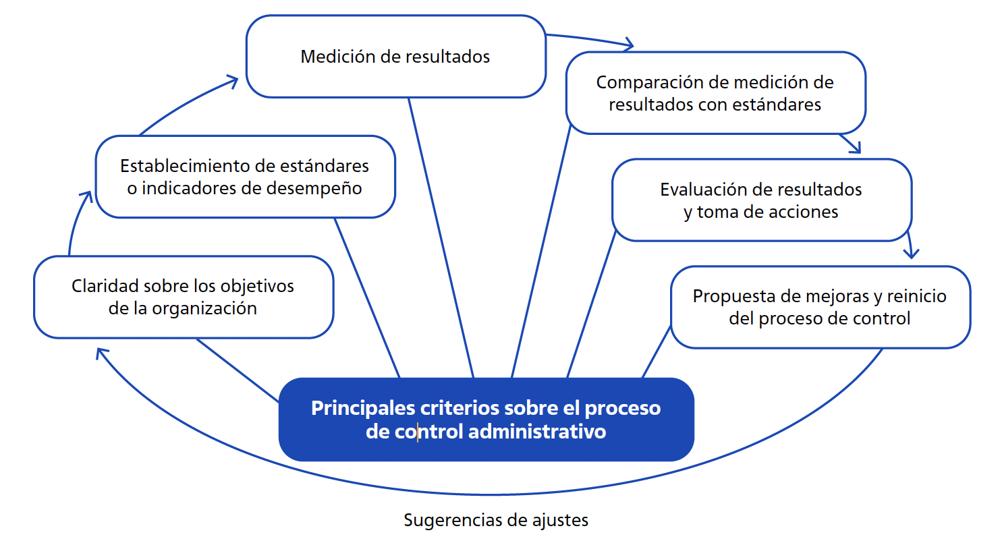 Medición de resultados
Comparación de medición de
resultados con estándares
Establecimiento de estándares
o indicadores de desempeño
Evaluación de resultados
y toma de acciones
Claridad sobre los objetivos
de la organización
Propuesta de mejoras y reinicio
del proceso de control
Principales criterios sobre el proceso
de control administrativo
Sugerencias de ajustes